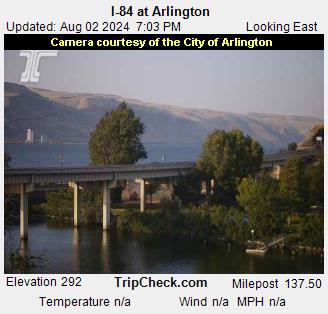 I-84 at Arlington
Updated: Aug 02 2024 7:03 PM Looking East
Camera courtesy of the City of Arlington
Elevation 292 TripCheck.com Milepost 137.50
Temperature n/a Wind n/a MPH n/a